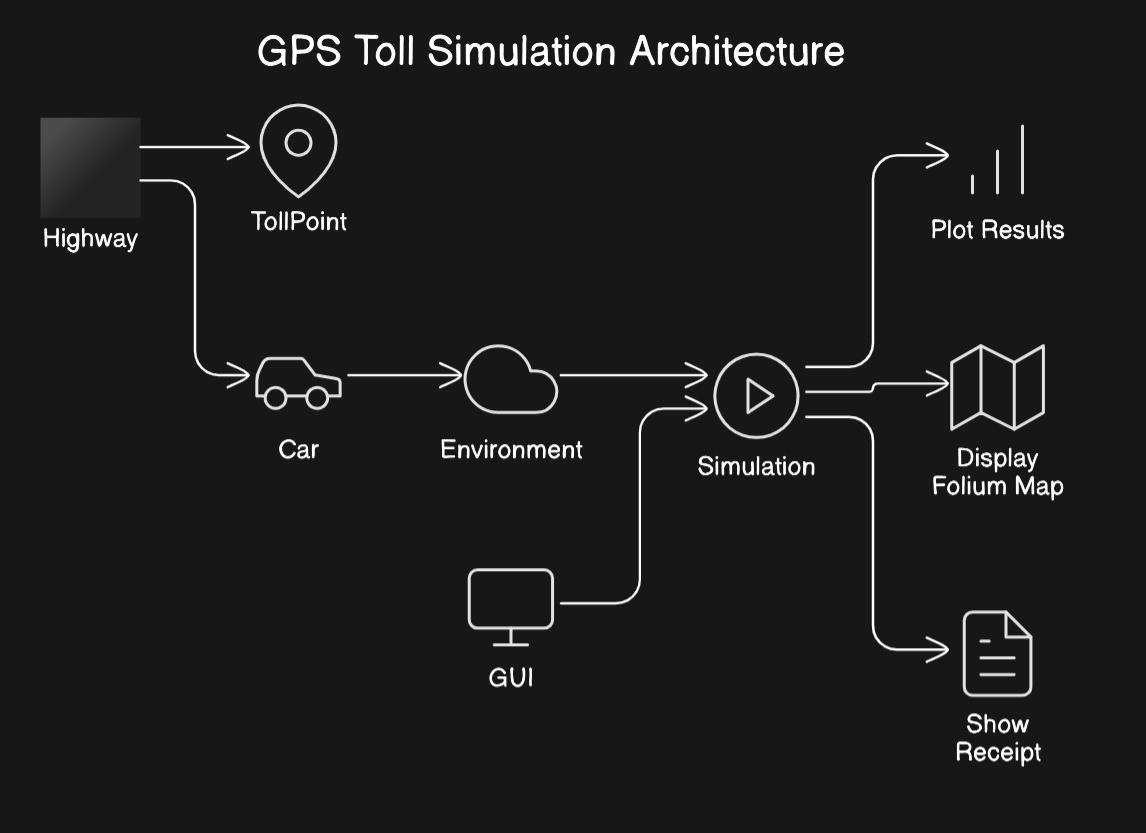 GPS Toll Simulation Architecture
TollPoint
Highway
Plot Results
Car
Environment
Simulation
Display
Folium Map
GUI
Show
Receipt